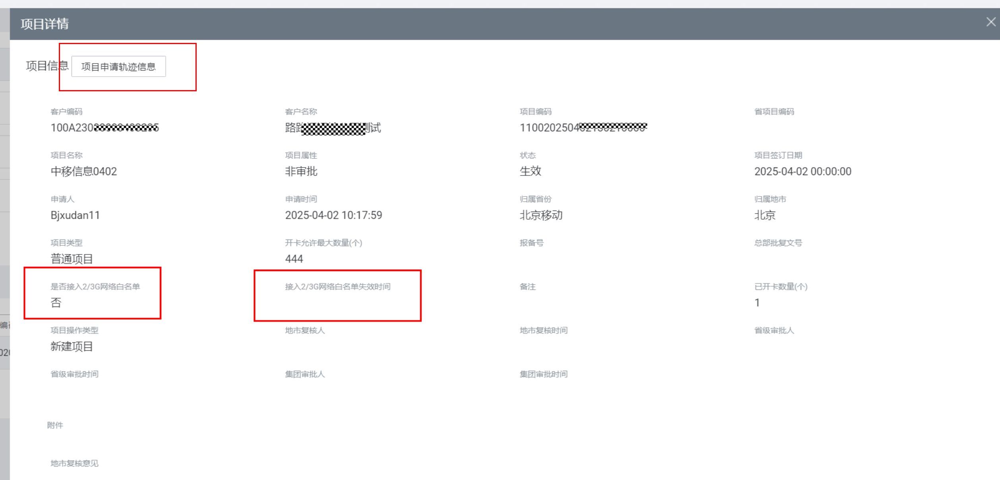 项目详情
项目信息 项目申请轨迹信息
客户编码 客户名称 项目编码 省项目编码
100A230 路 测试 1100202504
项目名称 项目属性 状态 项目签订日期
中移信息0402 非审批 生效 2025-04-02 00:00:00
申请人 申请时间 归属省份 归属地市
Bjxudan11 2025-04-02 10:17:59 北京移动 北京
项目类型 开卡允许最大数量(个) 报备号 总部批复文号
普通项目 444
是否接入2/3G网络白名单 接入2/3G网络白名单失效时间 备注 已开卡数量(个)
否 1
编
项目操作类型 地市复核人 地市复核时间 省级审批人
新建项目
02
省级审批时间 集团审批人 集团审批时间
附件
地市复核意见